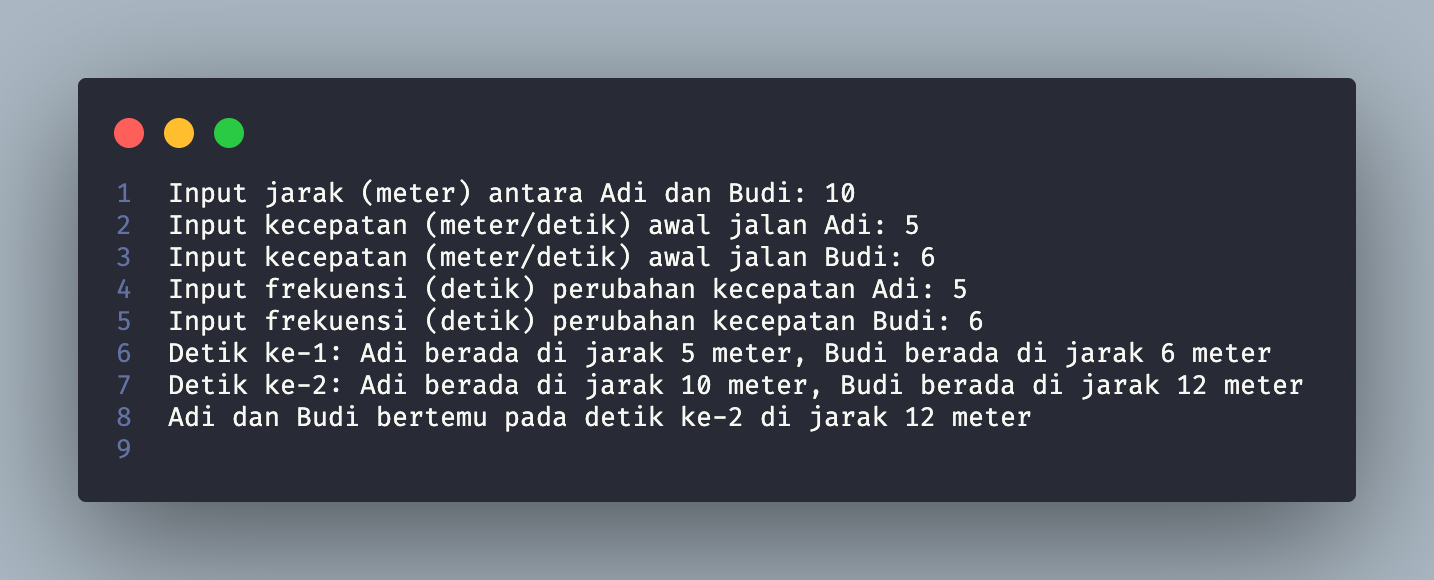 1 Input jarak (meter) antara Adi dan Budi: 10
2 Input kecepatan (meter/detik) awal jalan Adi: 5
3 Input kecepatan (meter/detik) awal jalan Budi: 6
4 Input frekuensi (detik) perubahan kecepatan Adi: 5
5 Input frekuensi (detik) perubahan kecepatan Budi: 6
6 Detik ke-1: Adi berada di jarak 5 meter, Budi berada di jarak 6 meter
7 Detik ke-2: Adi berada di jarak 10 meter, Budi berada di jarak 12 meter
8 Adi dan Budi bertemu pada detik ke-2 di jarak 12 meter
9